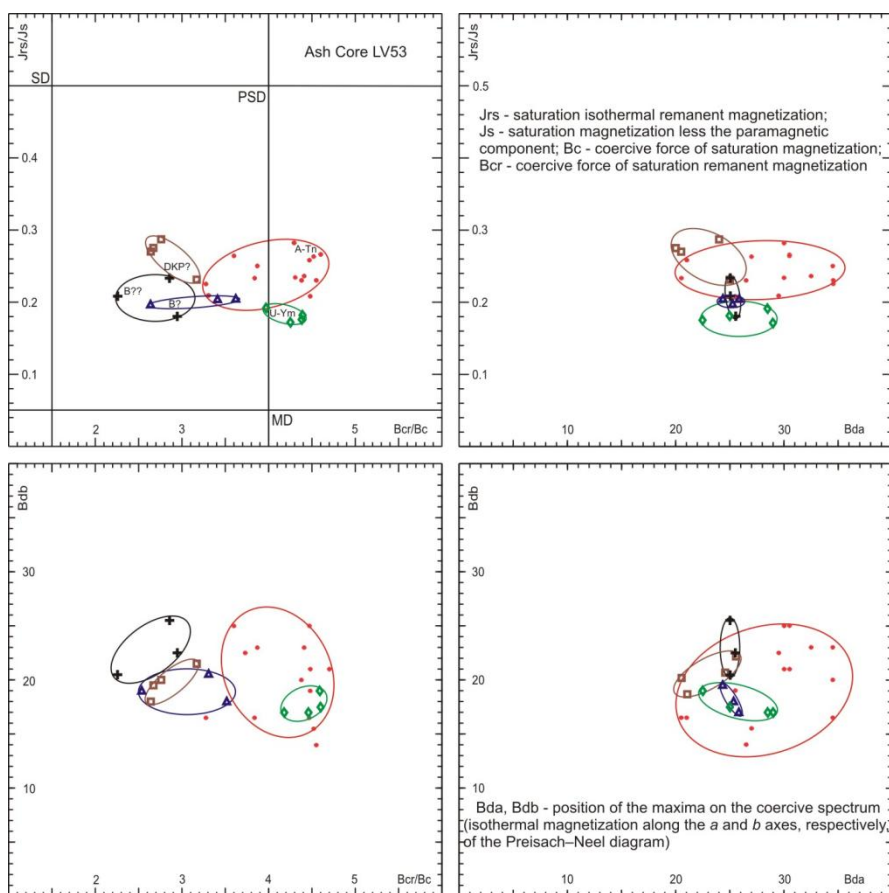 Jrs/Js
Ash Core LV53
SD
PSD
0.5
0.4
0.3
A-Tn
DKP?
B??
B?
0.2
U-Ym
0.1
MD
2
3
4
5
Bcr/Bc
Jrs/Js
0.5
Jrs - saturation isothermal remanent magnetization;
Js - saturation magnetization less the paramagnetic
component; Bc - coercive force of saturation magnetization;
Bcr - coercive force of saturation remanent magnetization
0.3
0.2
0.1
10
20
30
Bda
Bdb
30
20
10
2
3
4
5
Bcr/Bc
Bdb
30
20
10
Bda, Bdb - position of the maxima on the coercive spectrum
(isothermal magnetization along the a and b axes, respectively,
of the Preisach–Neel diagram)
10
20
30
Bda